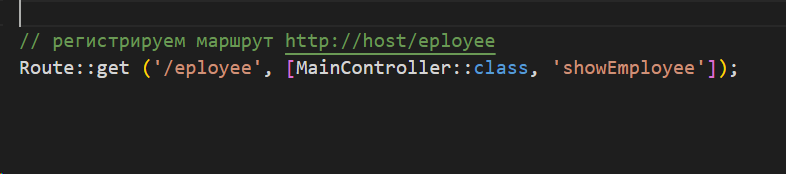 // регистрируем маршрут http://host/eployee
Route::get ('/eployee', [MainController::class, 'showEmployee']);